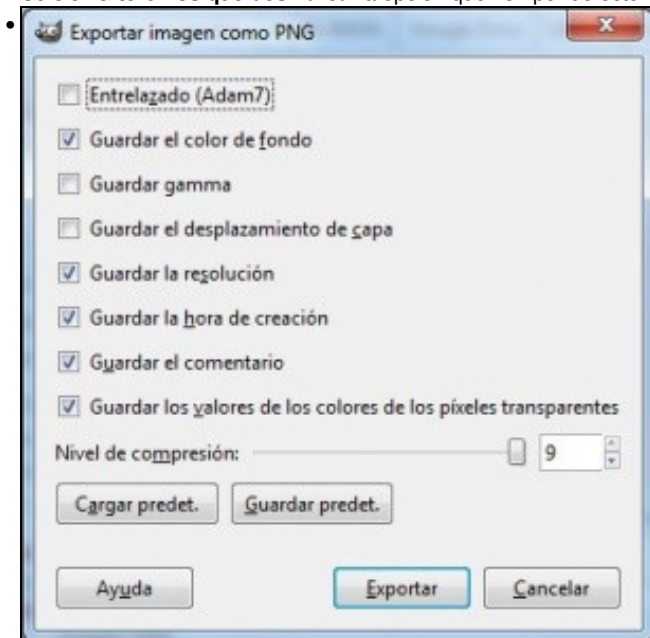 Exportar imagen como PNG
Entrelazado (Adam7)
Guardar el color de fondo
Guardar gamma
Guardar el desplazamiento de capa
Guardar la resolución
Guardar la hora de creación
Guardar el comentario
Guardar los valores de los colores de los píxeles transparentes
Nivel de compresión: 9
Cargar predet. Guardar predet.
Ayuda Exportar Cancelar